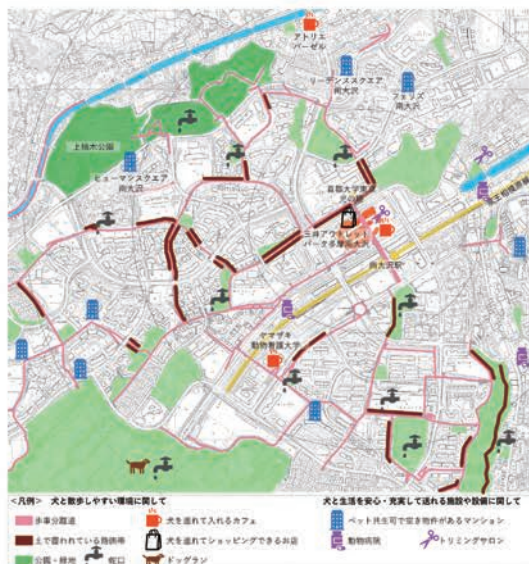 アトリエ
バーゼル
リーデンススクエア
南大沢
フェリズ
南大沢
上柚木公園
ヒューマンスクエア
南大沢
首都大学東京
三井アウトレット
パーク多摩南大沢
南大沢駅
ヤマザキ
動物看護大学
<凡例> 犬と散歩しやすい環境に関して
歩車分離道
土で覆われている植樹帯
公園・緑地
蛇口
犬を連れて入れるカフェ
犬を連れてショッピングできるお店
ドッグラン
犬と生活を安心・充実して送れる施設や設備に関して
ペット共生可で空き物件があるマンション
動物病院
トリミングサロン